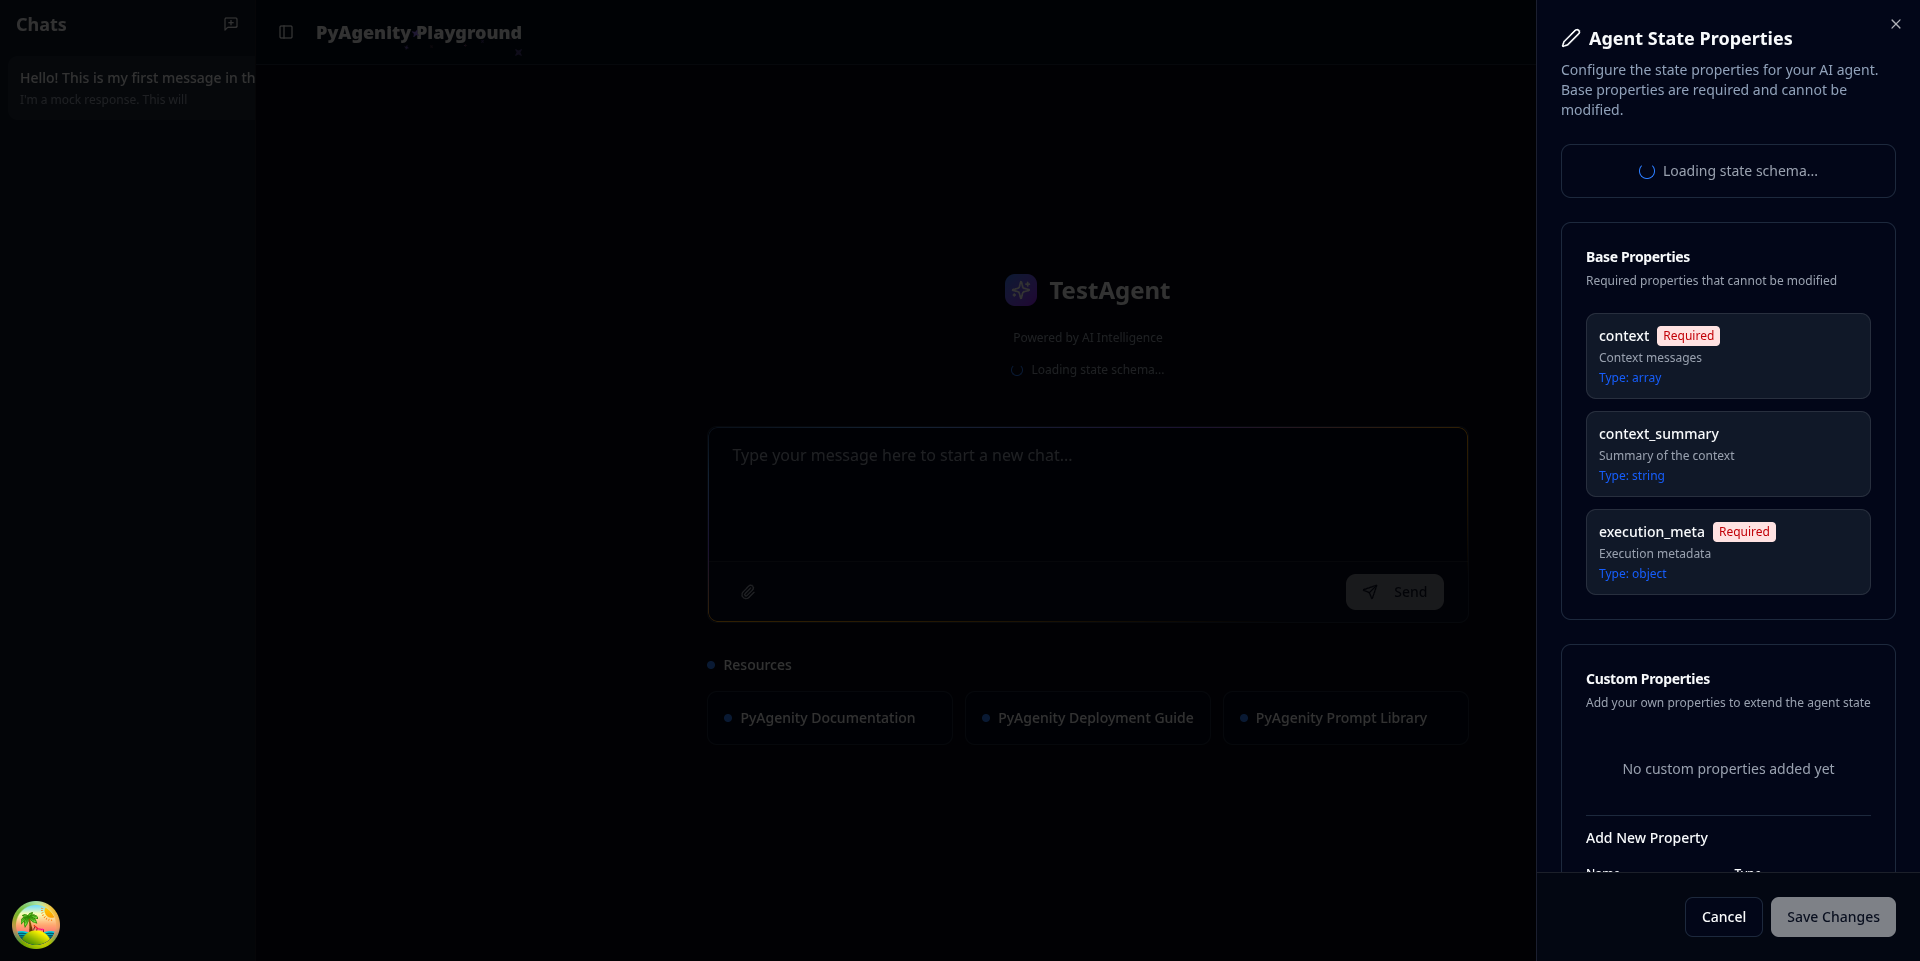 Chats
Hello! This is my first message in th
I'm a mock response. This will
PyAgenity Playground
TestAgent
Powered by AI Intelligence
Loading state schema...
Type your message here to start a new chat...
Send
Resources
PyAgenity Documentation
PyAgenity Deployment Guide
PyAgenity Prompt Library
Agent State Properties
Configure the state properties for your AI agent.
Base properties are required and cannot be
modified.
Loading state schema...
Base Properties
Required properties that cannot be modified
context Required
Context messages
Type: array
context_summary
Summary of the context
Type: string
execution_meta Required
Execution metadata
Type: object
Custom Properties
Add your own properties to extend the agent state
No custom properties added yet
Add New Property
Name Type
Cancel
Save Changes